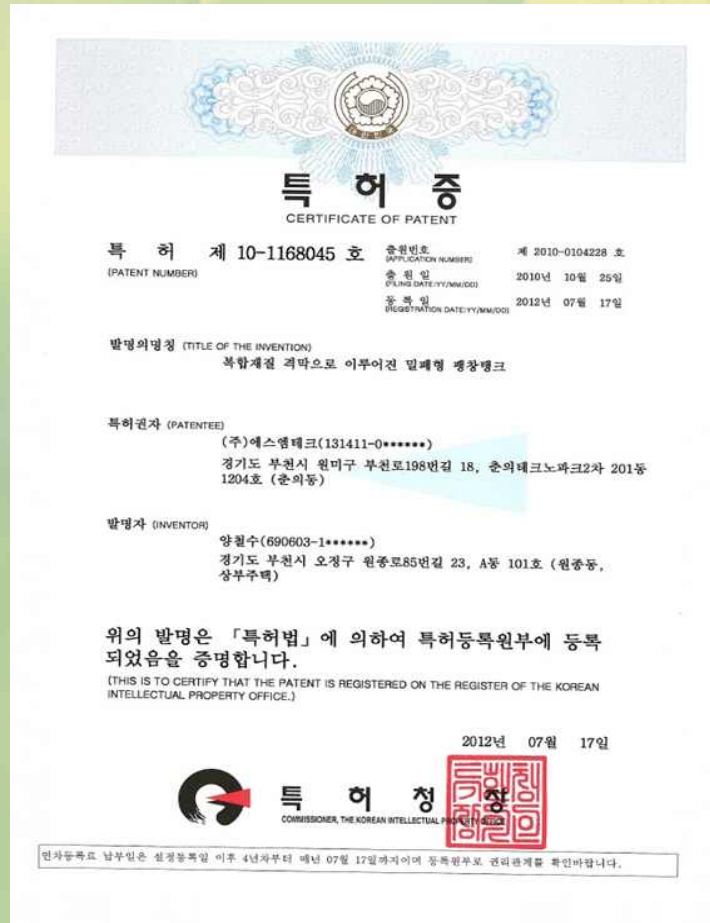 대한민국
특 허 증
CERTIFICATE OF PATENT
특 허 제 10-1168045 호
(PATENT NUMBER)
출원번호 제 2010-0104228 호
(APPLICATION NUMBER)
출 원 일 2010년 10월 25일
(FILING DATE:YY/MM/DD)
등 록 일 2012년 07월 17일
(REGISTRATION DATE:YY/MM/DD)
발명의명칭 (TITLE OF THE INVENTION)
복합재질 격막으로 이루어진 밀폐형 팽창탱크
특허권자 (PATENTEE)
(주)에스엠테크(131411-0******)
경기도 부천시 원미구 부천로198번길 18, 춘의테크노파크2차 201동
1204호 (춘의동)
발명자 (INVENTOR)
양철수(690603-1******)
경기도 부천시 오정구 원종로85번길 23, A동 101호 (원종동,
상부주택)
위의 발명은 「특허법」에 의하여 특허등록원부에 등록
되었음을 증명합니다.
(THIS IS TO CERTIFY THAT THE PATENT IS REGISTERED ON THE REGISTER OF THE KOREAN
INTELLECTUAL PROPERTY OFFICE.)
2012년 07월 17일
특 허 청 장
COMMISSIONER, THE KOREAN INTELLECTUAL PROPERTY OFFICE
연차등록료 납부일은 설정등록일 이후 4년차부터 매년 07월 17일까지이며 등록원부로 권리관계를 확인바랍니다.